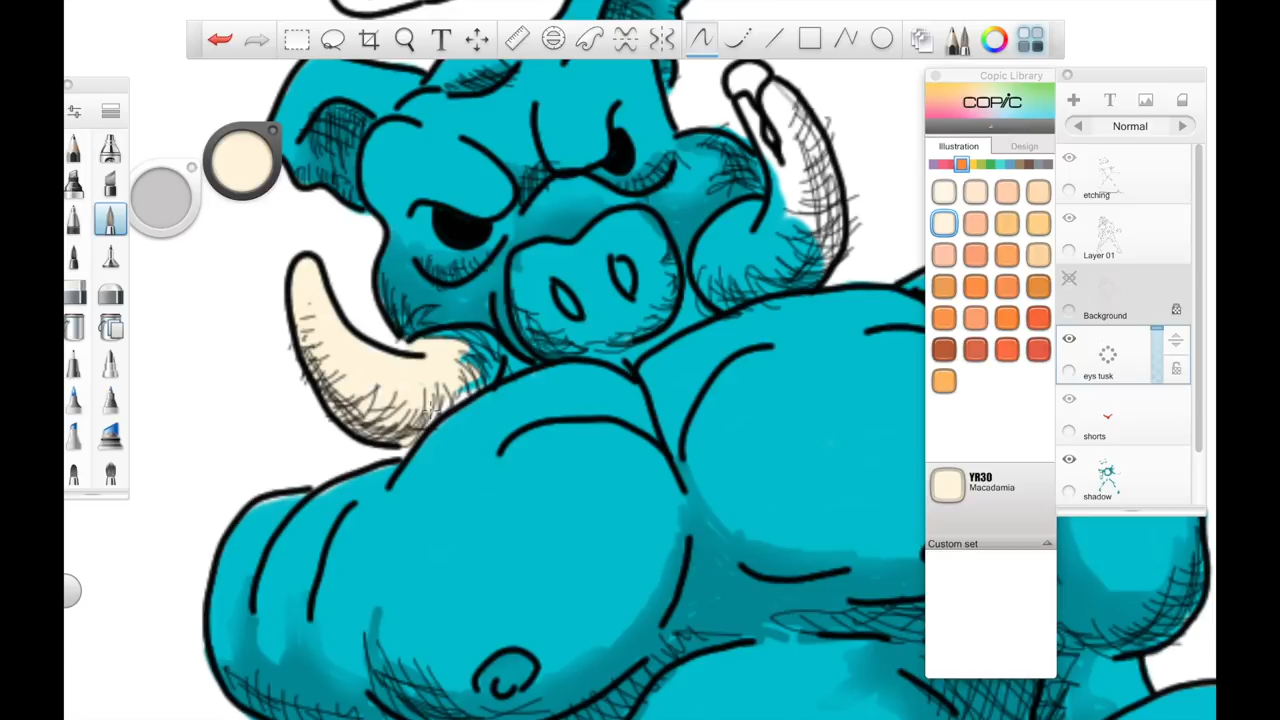 Copic Library
COPIC
Illustration
Design
YR30
Macadamia
Custom set
Normal
etching
Layer 01
Background
eys tusk
shorts
shadow